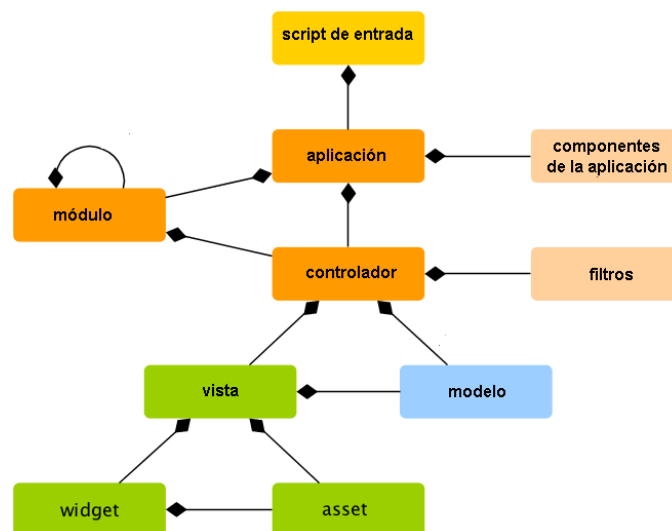 script de entrada
aplicación
componentes
de la aplicación
módulo
controlador
filtros
vista
modelo
widget
asset